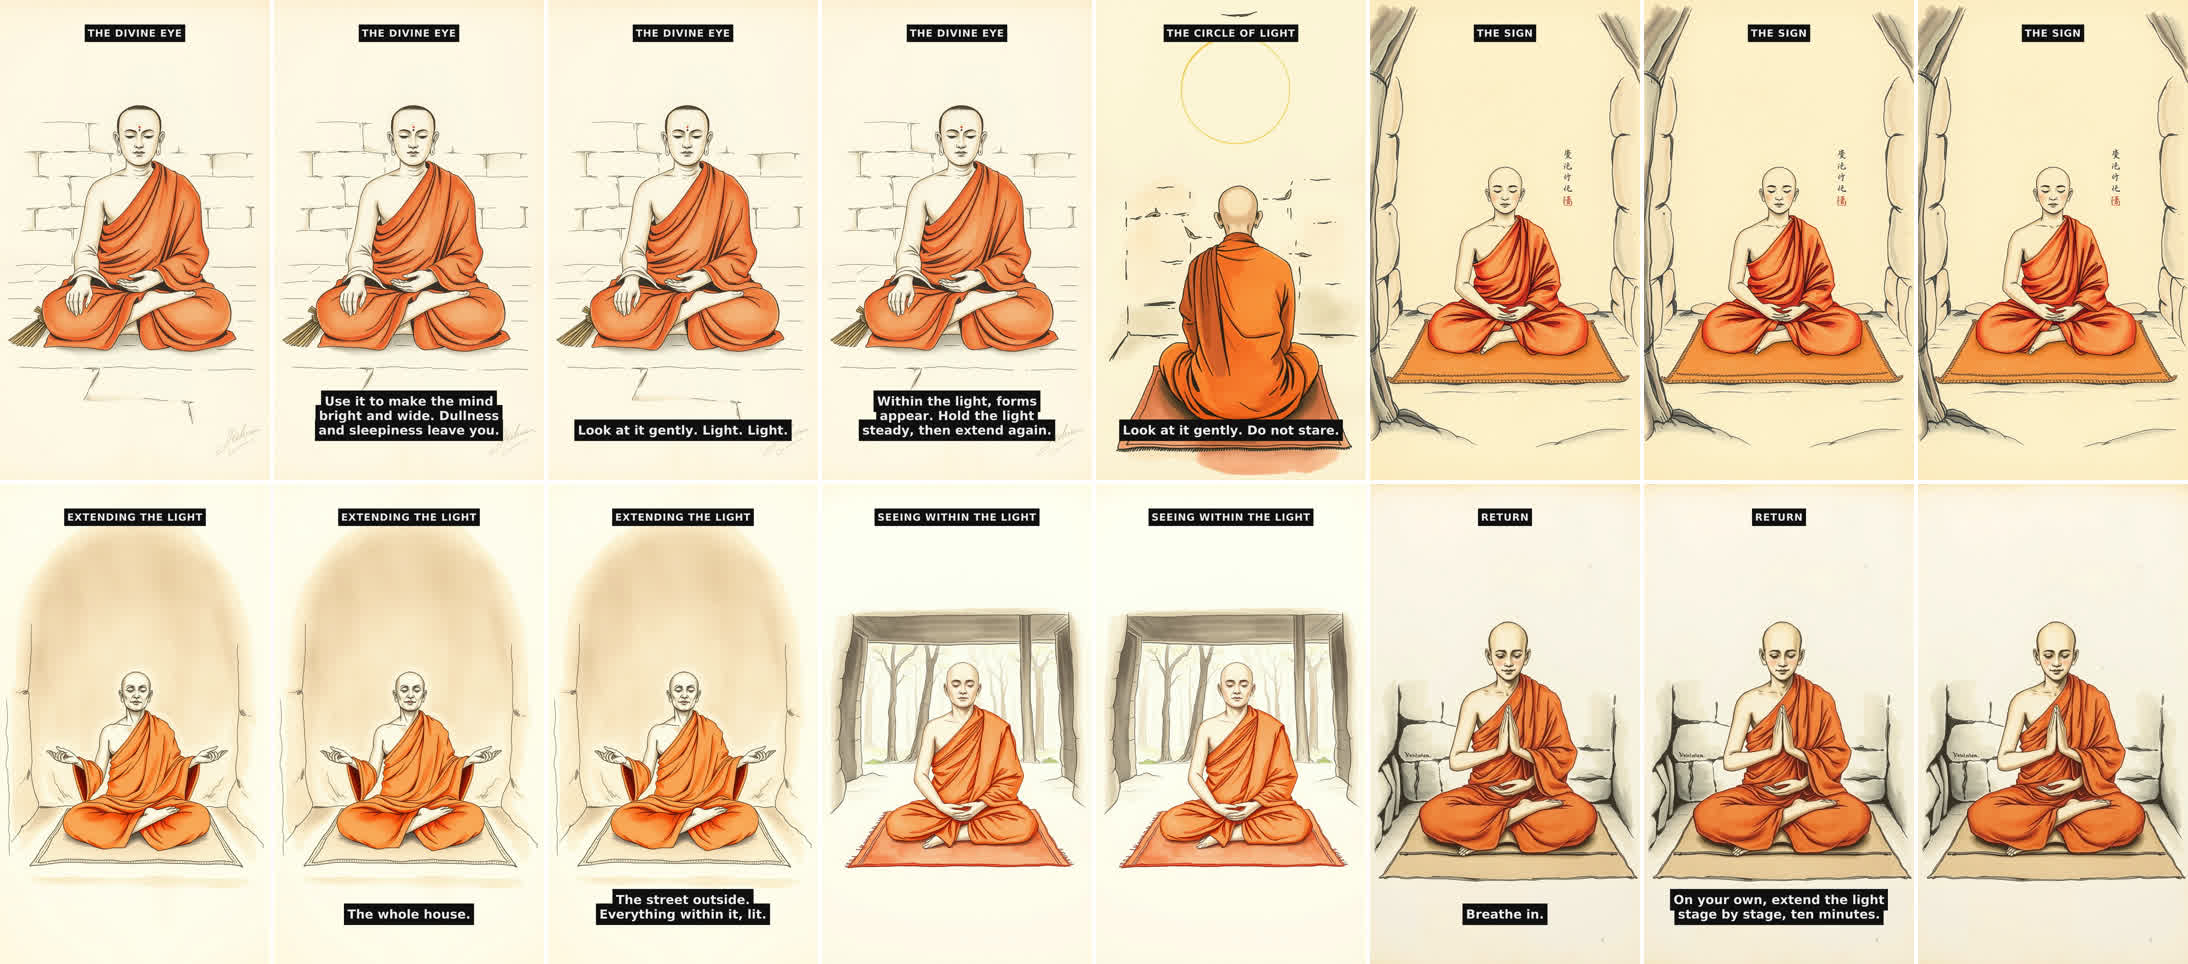 THE DIVINE EYE
THE DIVINE EYE
Use it to make the mind
bright and wide. Dullness
and sleepiness leave you.
THE DIVINE EYE
Look at it gently. Light. Light.
THE DIVINE EYE
Within the light, forms
appear. Hold the light
steady, then extend again.
THE CIRCLE OF LIGHT
Look at it gently. Do not stare.
THE SIGN
THE SIGN
THE SIGN
EXTENDING THE LIGHT
EXTENDING THE LIGHT
The whole house.
EXTENDING THE LIGHT
The street outside.
Everything within it, lit.
SEEING WITHIN THE LIGHT
SEEING WITHIN THE LIGHT
RETURN
Breathe in.
RETURN
On your own, extend the light
stage by stage, ten minutes.